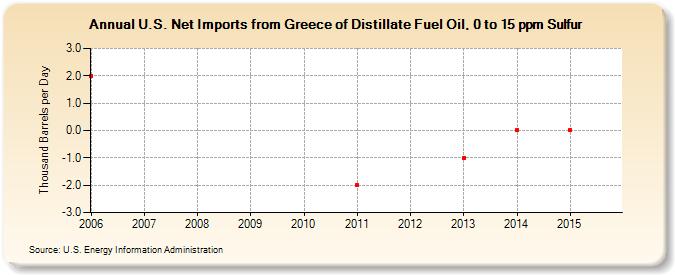 Annual U.S. Net Imports from Greece of Distillate Fuel Oil, 0 to 15 ppm Sulfur
Thousand Barrels per Day
3.0
2.0
1.0
0.0
-1.0
-2.0
-3.0
2006 2007 2008 2009 2010 2011 2012 2013 2014 2015
Source: U.S. Energy Information Administration